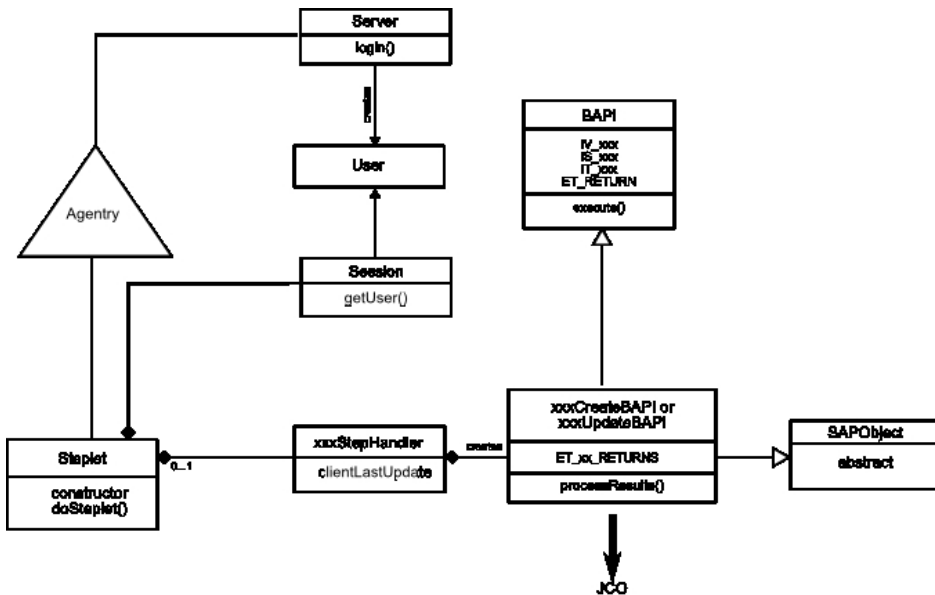 Server
login()
creates
User
Agentry
BAPI
IV_xxx
IS_xxx
IT_xxx
ET_RETURN
execute()
Session
getUser()
xxxCreateBAPI or
xxxUpdateBAPI
ET_xx_RETURNS
processResults()
SAPObject
abstract
Steplet
constructor
doSteplet()
0...1
xxxStepHandler
clientLastUpdate
creates
JCO